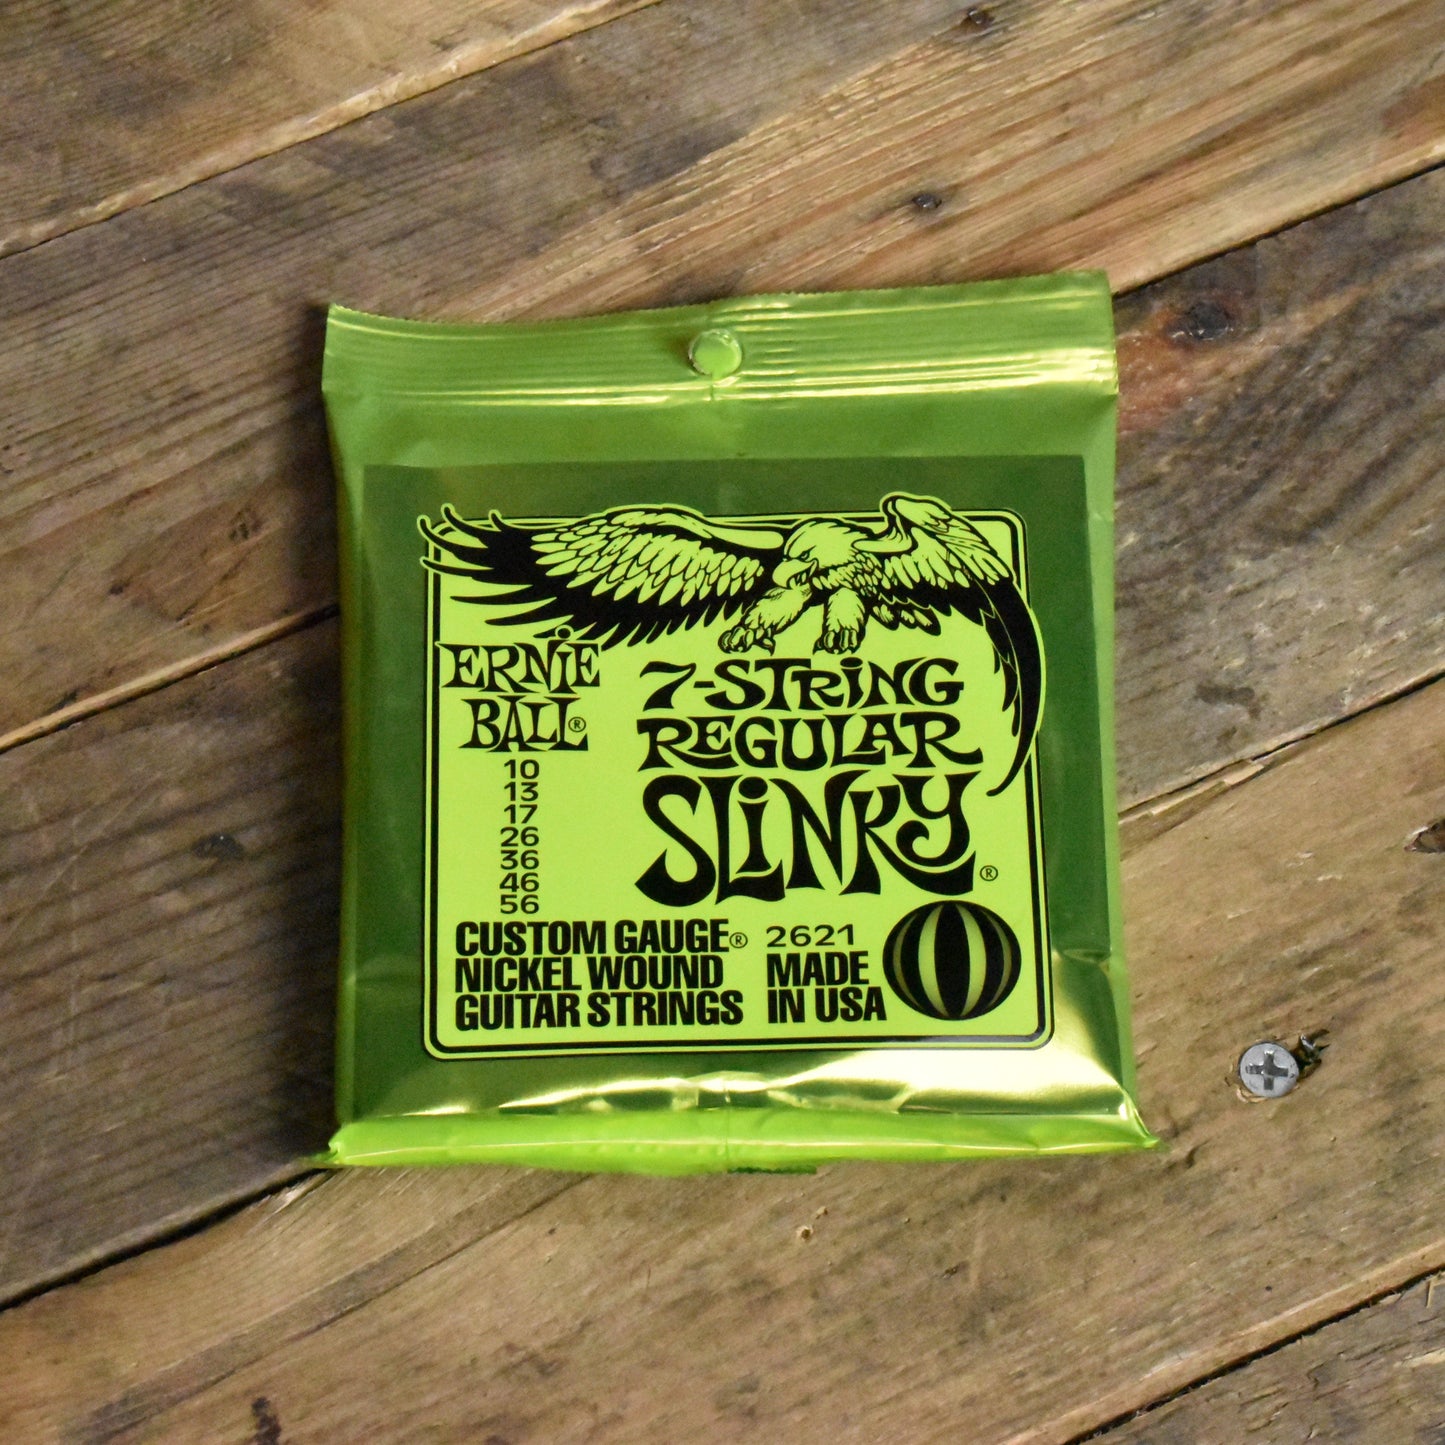 ERNiE
BALL®
10
13
17
26
36
46
56
7-STRiNG
REGULAR
SLiNKY®
CUSTOM GAUGE®
NICKEL WOUND
GUITAR STRINGS
2621
MADE
IN USA